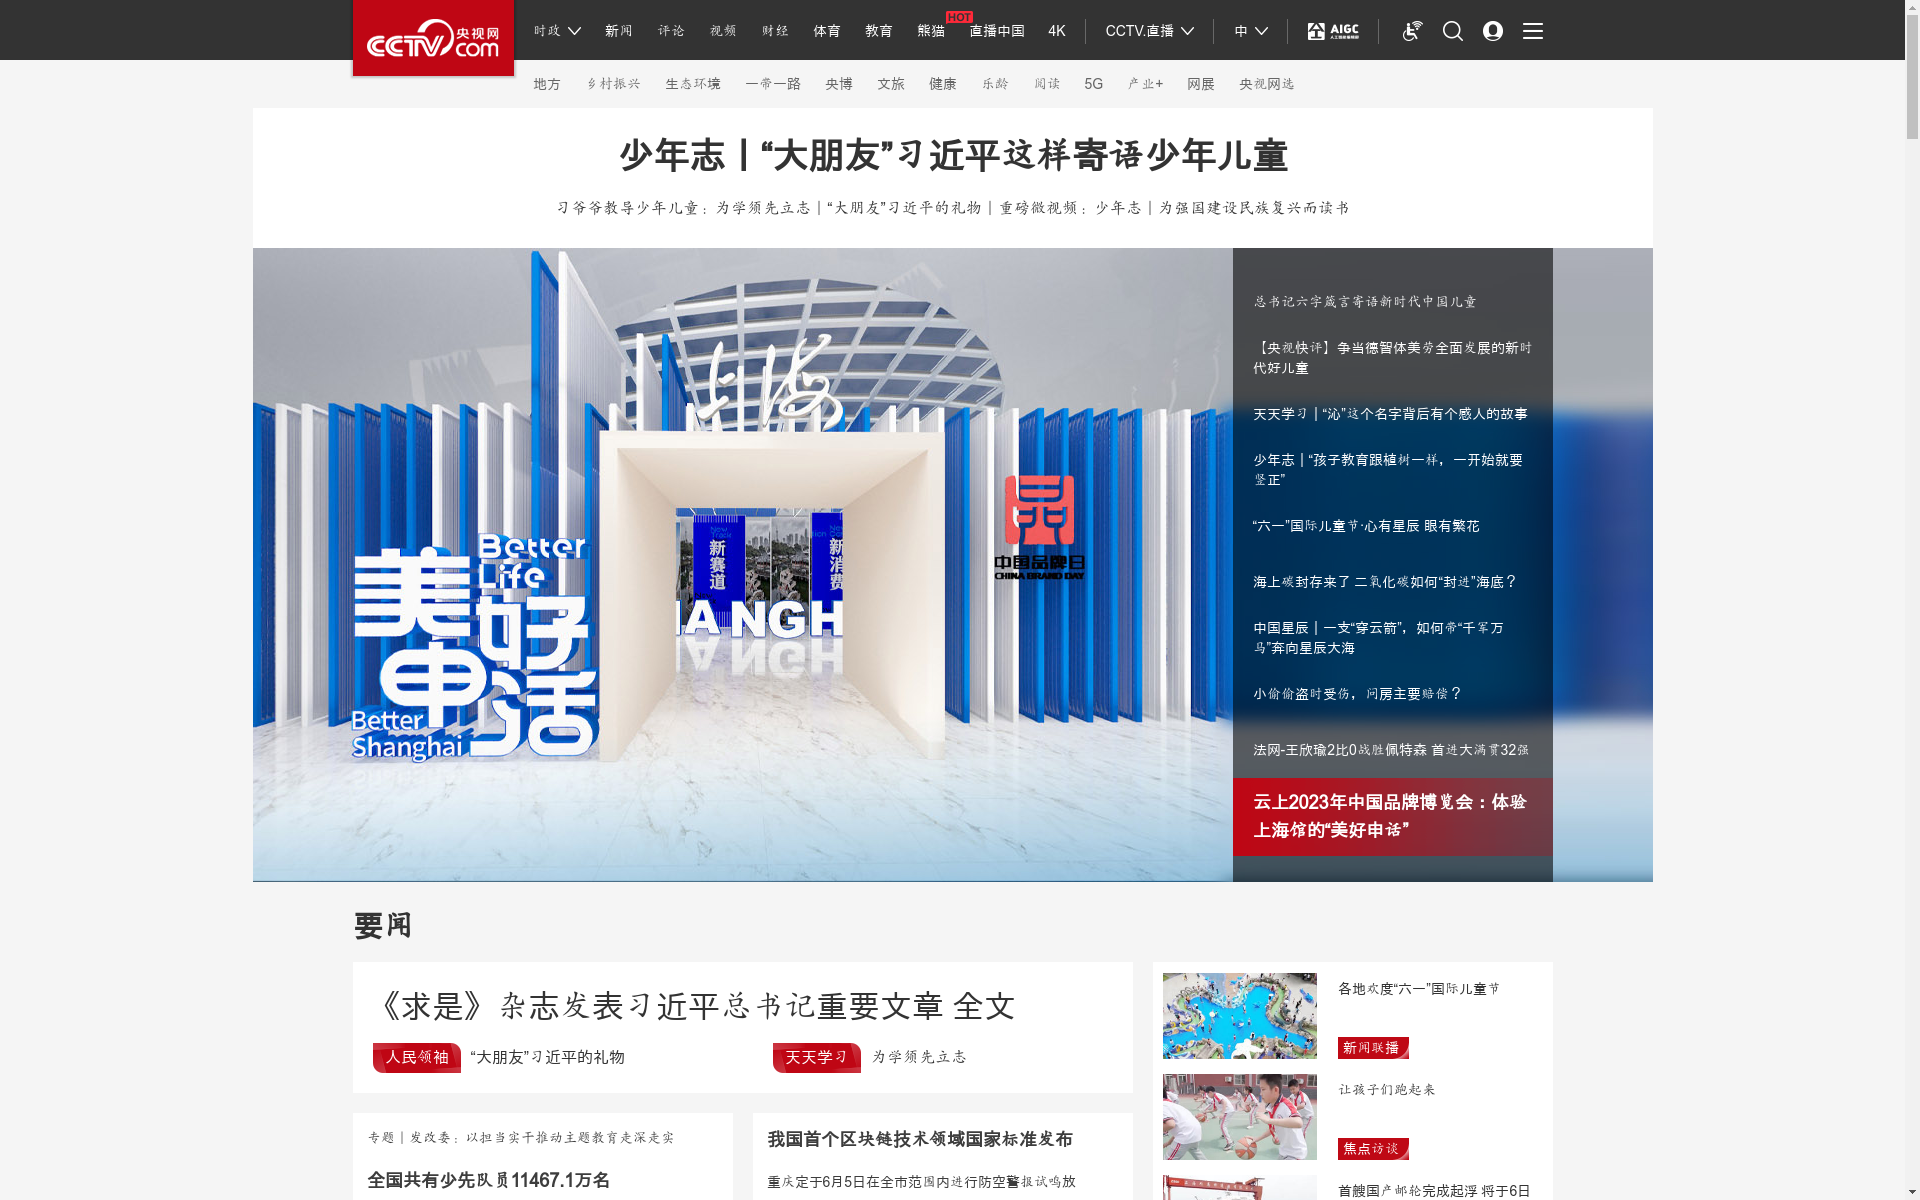 CCTV 央视网
com
时政
新闻
评论
视频
财经
体育
教育
熊猫
HOT
直播中国
4K
CCTV.直播
中
AIGC
地方
乡村振兴
生态环境
一带一路
央博
文旅
健康
乐龄
阅读
5G
产业+
网展
央视网选
少年志丨“大朋友”习近平这样寄语少年儿童
习爷爷教导少年儿童：为学须先立志丨“大朋友”习近平的礼物丨重磅微视频：少年志丨为强国建设民族复兴而读书
上海
Better
Life
美好
申活
Better
Shanghai
新赛道
新消费
New
Track
HANGH
品
中国品牌日
CHINA BRAND DAY
总书记六字箴言寄语新时代中国儿童
【央视快评】争当德智体美劳全面发展的新时
代好儿童
天天学习丨“沁”这个名字背后有个感人的故事
少年志丨“孩子教育跟植树一样，一开始就要
竖正”
“六一”国际儿童节·心有星辰 眼有繁花
海上碳封存来了 二氧化碳如何“封进”海底？
中国星辰丨一支“穿云箭”，如何带“千军万
马”奔向星辰大海
小偷偷盗时受伤，问房主要赔偿？
法网-王欣瑜2比0战胜佩特森 首进大满贯32强
云上2023年中国品牌博览会：体验
上海馆的“美好申活”
要闻
《求是》杂志发表习近平总书记重要文章 全文
人民领袖 “大朋友”习近平的礼物
天天学习 为学须先立志
专题丨发改委：以担当实干推动主题教育走深走实
全国共有少先队员11467.1万名
我国首个区块链技术领域国家标准发布
重庆定于6月5日在全市范围内进行防空警报试鸣放
各地欢度“六一”国际儿童节
新闻联播
让孩子们跑起来
焦点访谈
首艘国产邮轮完成起浮 将于6日